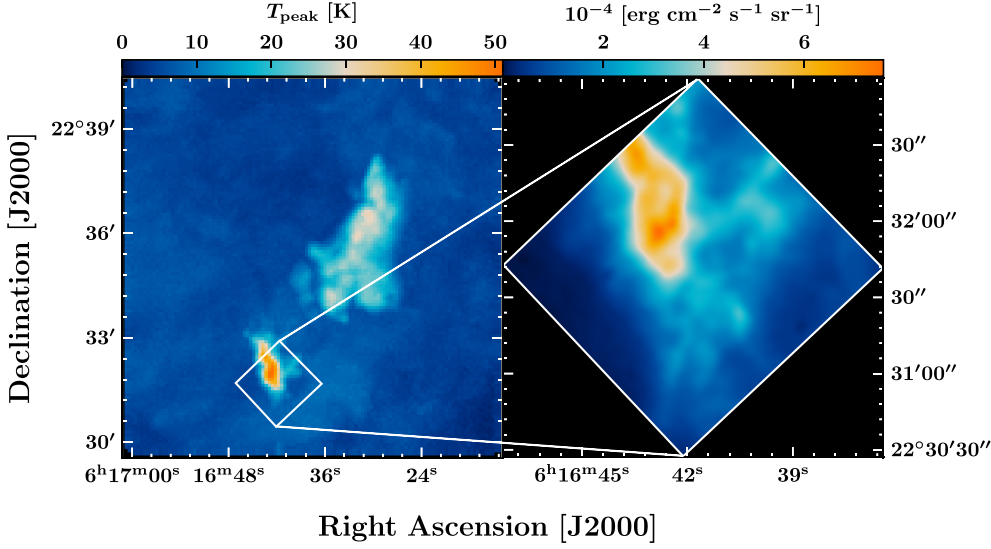 T_peak [K]
10⁻⁴ [erg cm⁻² s⁻¹ sr⁻¹]
0 10 20 30 40 50
2 4 6
22°39′
36′
33′
30′
30″
32′00″
30″
31′00″
22°30′30″
6ʰ17ᵐ00ˢ 16ᵐ48ˢ 36ˢ 24ˢ
6ʰ16ᵐ45ˢ 42ˢ 39ˢ
Declination [J2000]
Right Ascension [J2000]